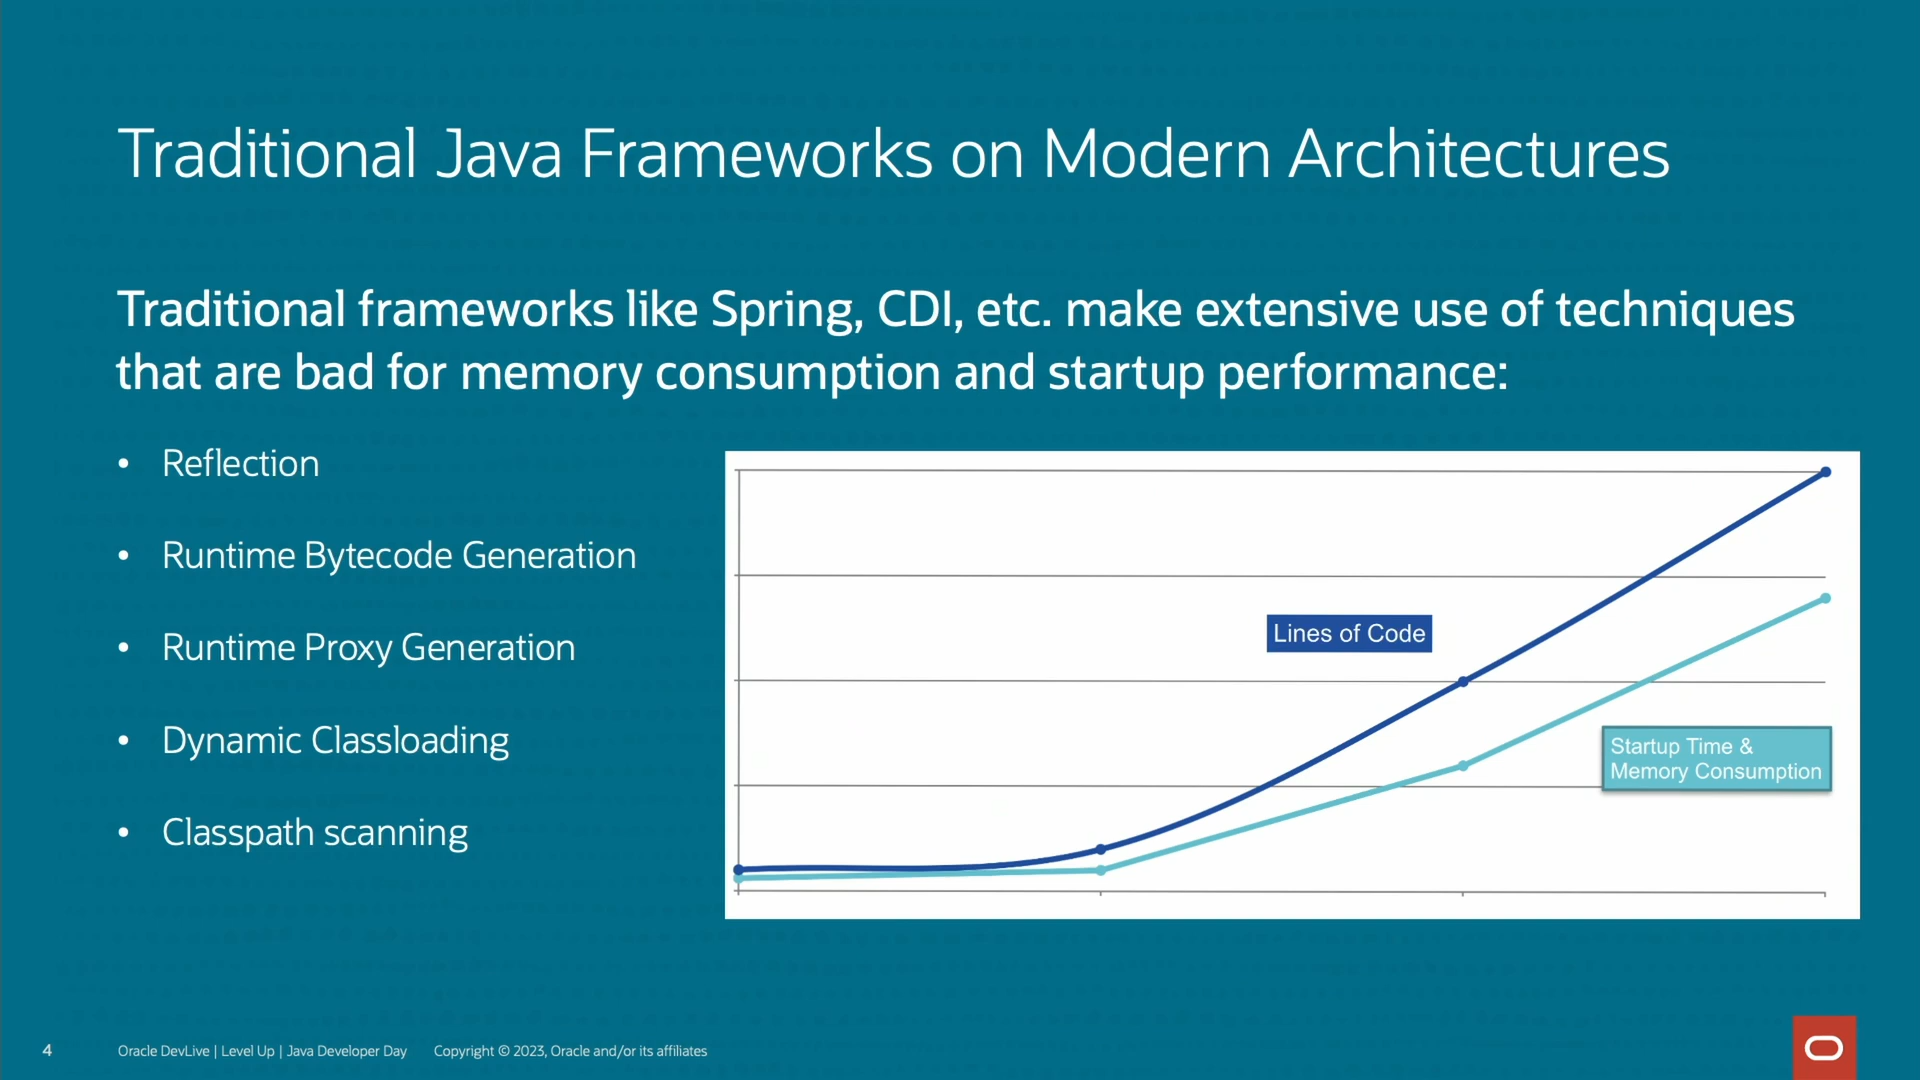 Traditional Java Frameworks on Modern Architectures
Traditional frameworks like Spring, CDI, etc. make extensive use of techniques
that are bad for memory consumption and startup performance:
• Reflection
• Runtime Bytecode Generation
• Runtime Proxy Generation
• Dynamic Classloading
• Classpath scanning
Lines of Code
Startup Time &
Memory Consumption
4 Oracle DevLive | Level Up | Java Developer Day Copyright © 2023, Oracle and/or its affiliates